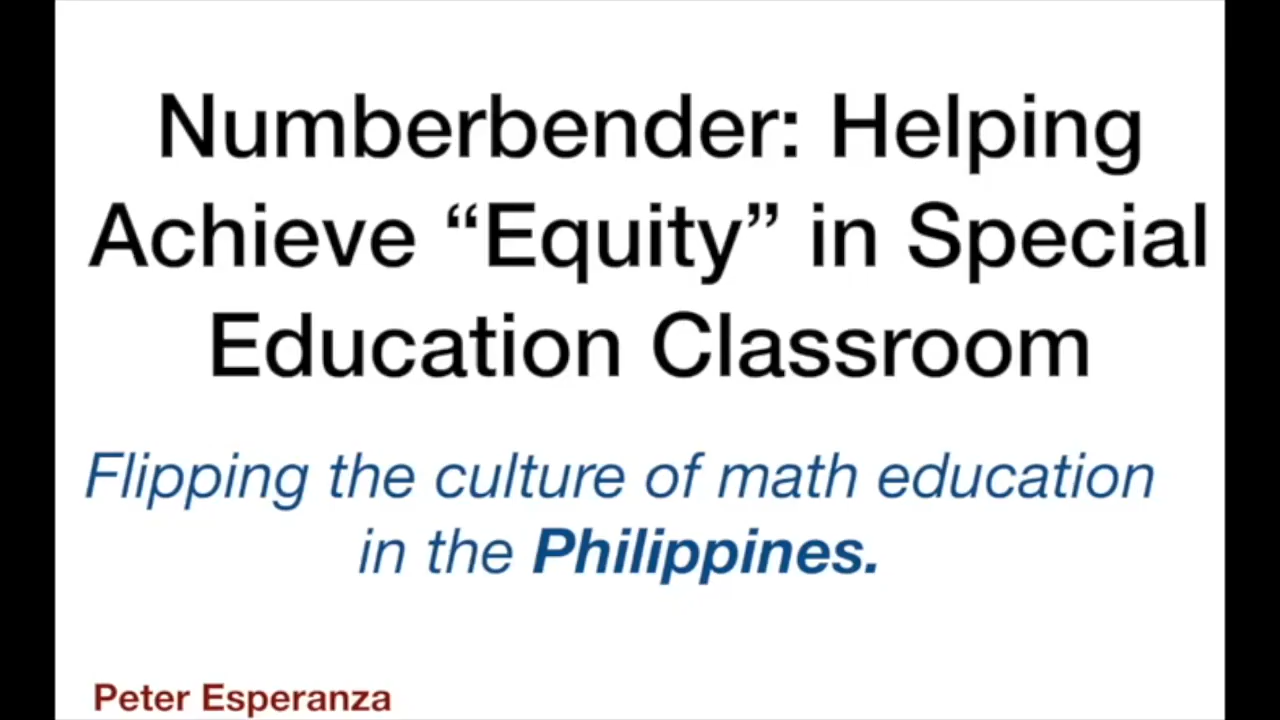 Numberbender: Helping
Achieve “Equity” in Special
Education Classroom
Flipping the culture of math education
in the Philippines.
Peter Esperanza